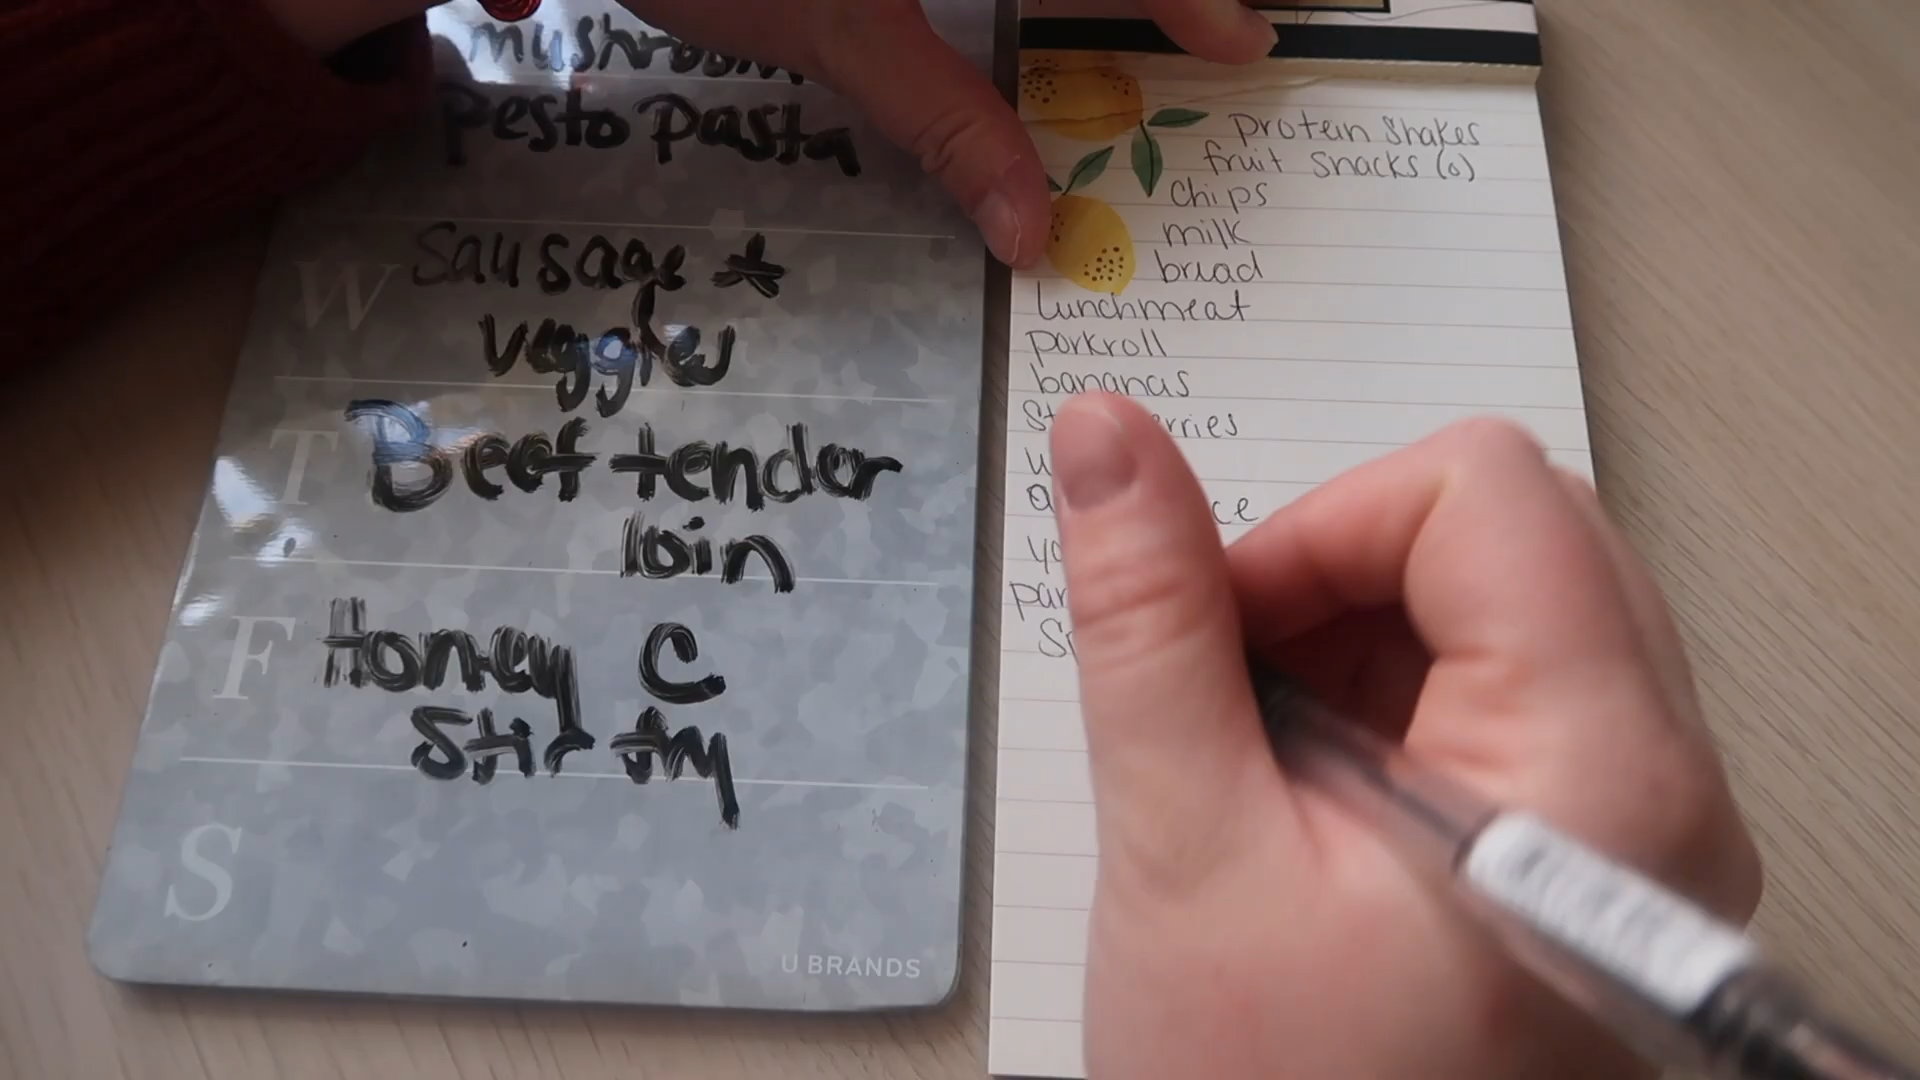 mushroom
pesto pasta
W
Sausage &
veggies
T
Beef tender
loin
F
Honey C
Stir fry
S
U BRANDS
protein shakes
fruit snacks (6)
chips
milk
bread
Lunchmeat
porkroll
bananas